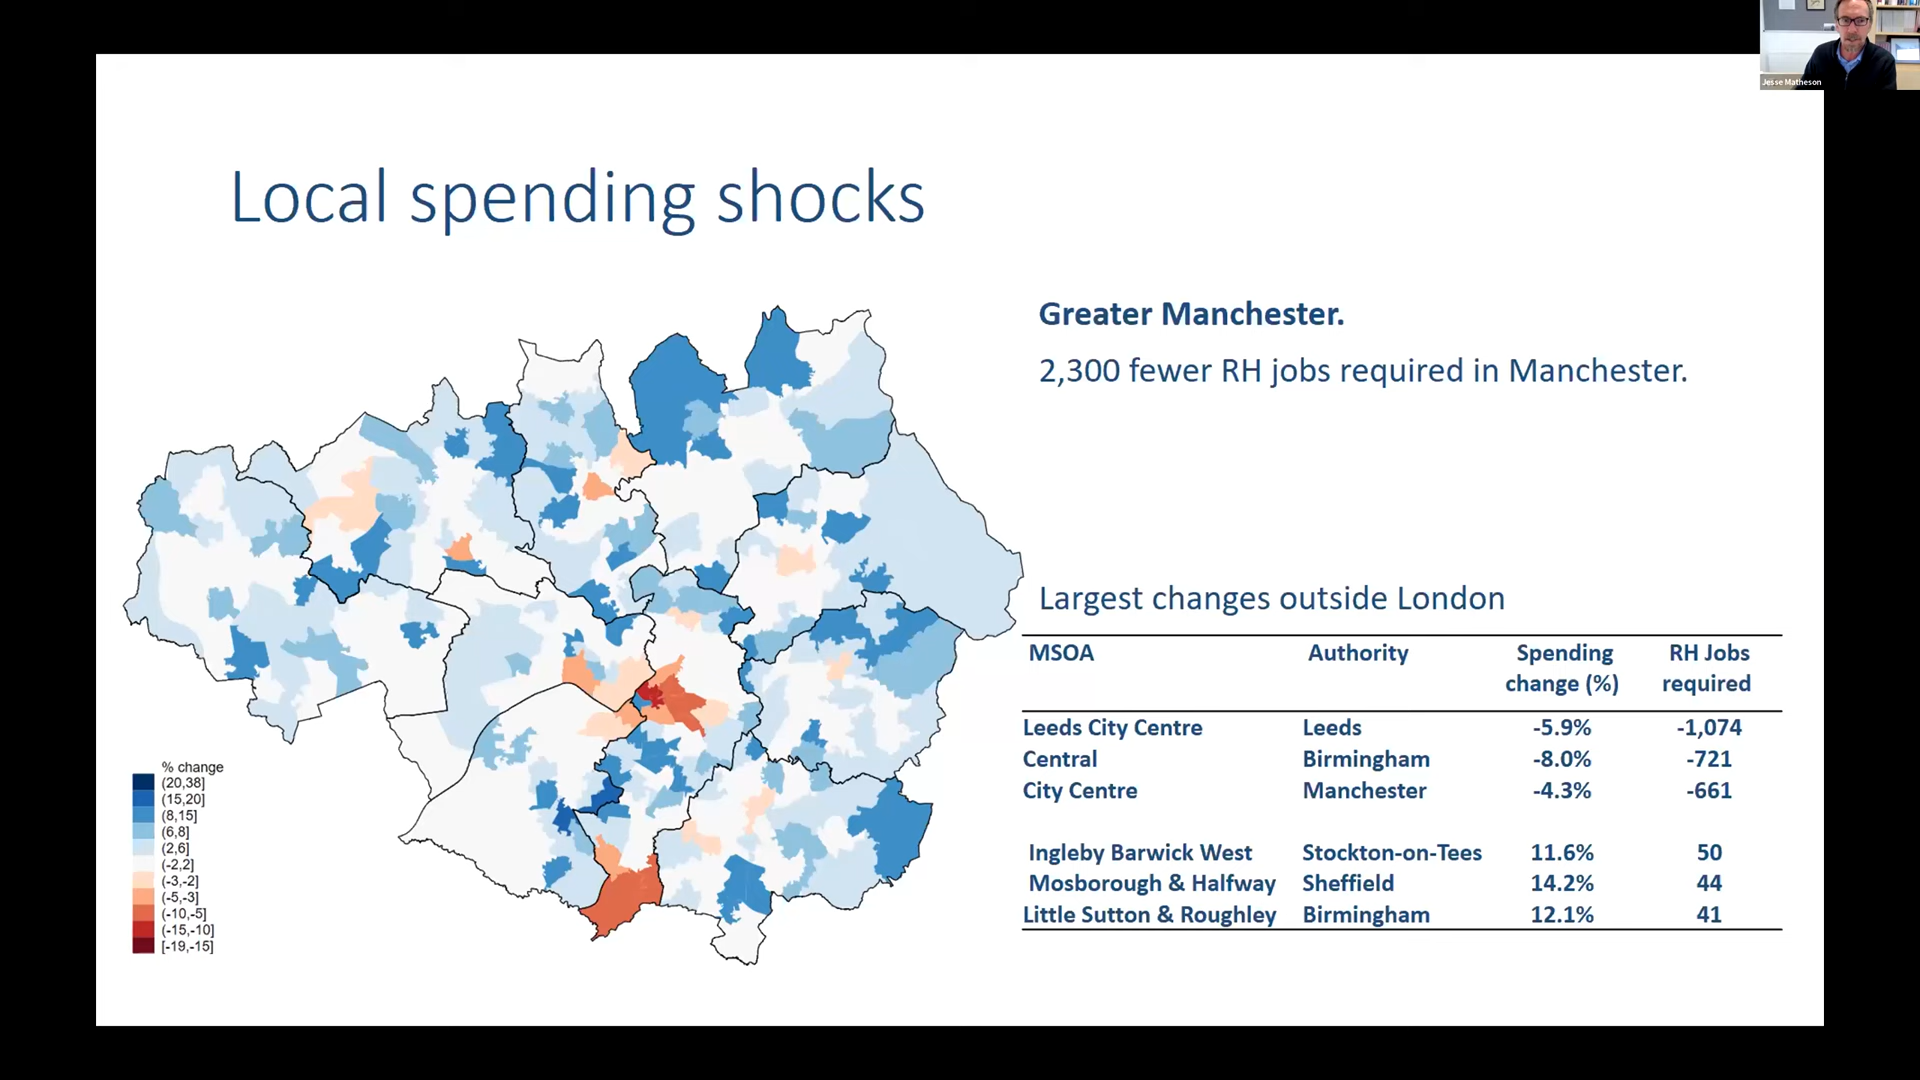 Jesse Matheson
Local spending shocks
Greater Manchester.
2,300 fewer RH jobs required in Manchester.
Largest changes outside London
MSOA Authority Spending change (%) RH Jobs required
Leeds City Centre Leeds -5.9% -1,074
Central Birmingham -8.0% -721
City Centre Manchester -4.3% -661
Ingleby Barwick West Stockton-on-Tees 11.6% 50
Mosborough & Halfway Sheffield 14.2% 44
Little Sutton & Roughley Birmingham 12.1% 41
% change
(20,38]
(15,20]
(8,15]
(6,8]
(2,6]
(-2,2]
(-3,-2]
(-5,-3]
(-10,-5]
(-15,-10]
[-19,-15]